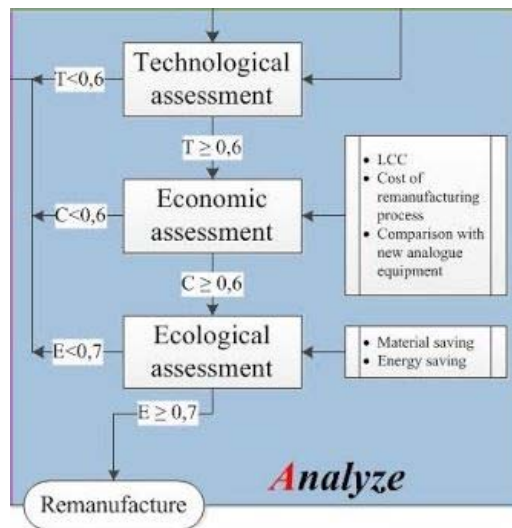 Technological
assessment
T<0,6
T ≥ 0,6
• LCC
• Cost of
remanufacturing
process
• Comparison with
new analogue
equipment
Economic
assessment
C<0,6
C ≥ 0,6
Ecological
assessment
E<0,7
• Material saving
• Energy saving
E ≥ 0,7
Analyze
Remanufacture